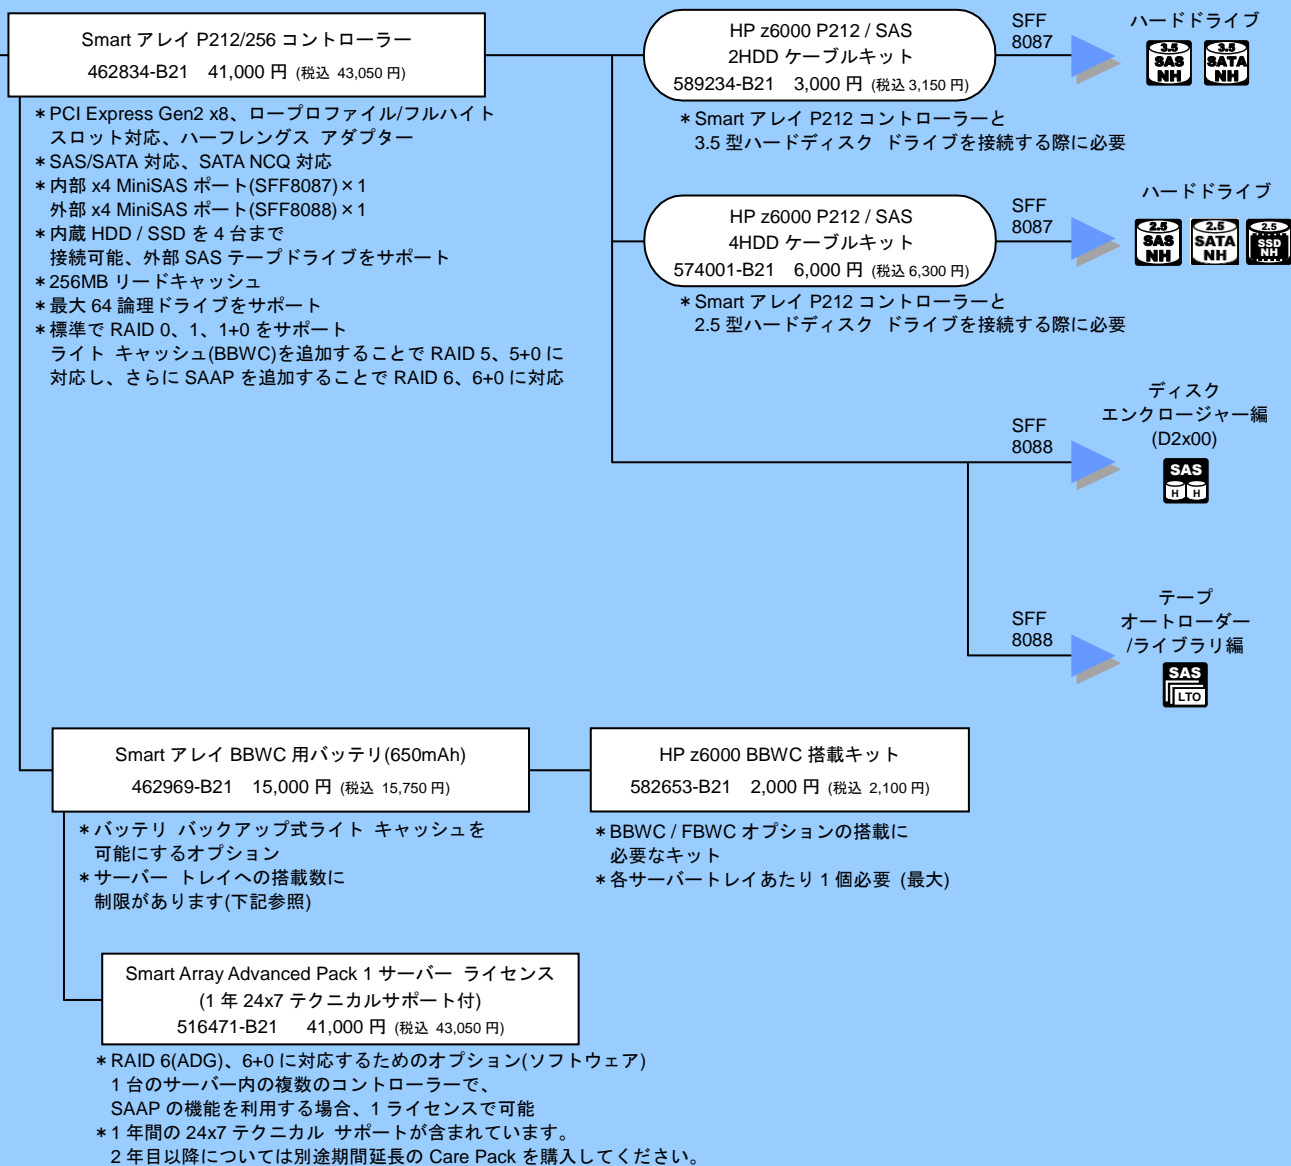 Smart アレイ P212/256 コントローラー
462834-B21 41,000 円 (税込 43,050 円)
＊PCI Express Gen2 x8、ロープロファイル/フルハイト
スロット対応、ハーフレングス アダプター
＊SAS/SATA 対応、SATA NCQ 対応
＊内部 x4 MiniSAS ポート(SFF8087)×1
外部 x4 MiniSAS ポート(SFF8088)×1
＊内蔵 HDD / SSD を 4 台まで
接続可能、外部 SAS テープドライブをサポート
＊256MB リードキャッシュ
＊最大 64 論理ドライブをサポート
＊標準で RAID 0、1、1+0 をサポート
ライト キャッシュ(BBWC)を追加することで RAID 5、5+0 に
対応し、さらに SAAP を追加することで RAID 6、6+0 に対応
HP z6000 P212 / SAS
2HDD ケーブルキット
589234-B21 3,000 円 (税込 3,150 円)
＊Smart アレイ P212 コントローラーと
3.5 型ハードディスク ドライブを接続する際に必要
SFF
8087
ハードドライブ
3.5
SAS
NH
3.5
SATA
NH
HP z6000 P212 / SAS
4HDD ケーブルキット
574001-B21 6,000 円 (税込 6,300 円)
＊Smart アレイ P212 コントローラーと
2.5 型ハードディスク ドライブを接続する際に必要
SFF
8087
ハードドライブ
2.5
SAS
NH
2.5
SATA
NH
2.5
SSD
NH
SFF
8088
ディスク
エンクロージャー編
(D2x00)
SAS
H H
SFF
8088
テープ
オートローダー
/ライブラリ編
SAS
LTO
Smart アレイ BBWC 用バッテリ(650mAh)
462969-B21 15,000 円 (税込 15,750 円)
＊バッテリ バックアップ式ライト キャッシュを
可能にするオプション
＊サーバー トレイへの搭載数に
制限があります(下記参照)
HP z6000 BBWC 搭載キット
582653-B21 2,000 円 (税込 2,100 円)
＊BBWC / FBWC オプションの搭載に
必要なキット
＊各サーバートレイあたり 1 個必要 (最大)
Smart Array Advanced Pack 1 サーバー ライセンス
(1 年 24x7 テクニカルサポート付)
516471-B21 41,000 円 (税込 43,050 円)
＊RAID 6(ADG)、6+0 に対応するためのオプション(ソフトウェア)
1 台のサーバー内の複数のコントローラーで、
SAAP の機能を利用する場合、1 ライセンスで可能
＊1 年間の 24x7 テクニカル サポートが含まれています。
2 年目以降については別途期間延長の Care Pack を購入してください。